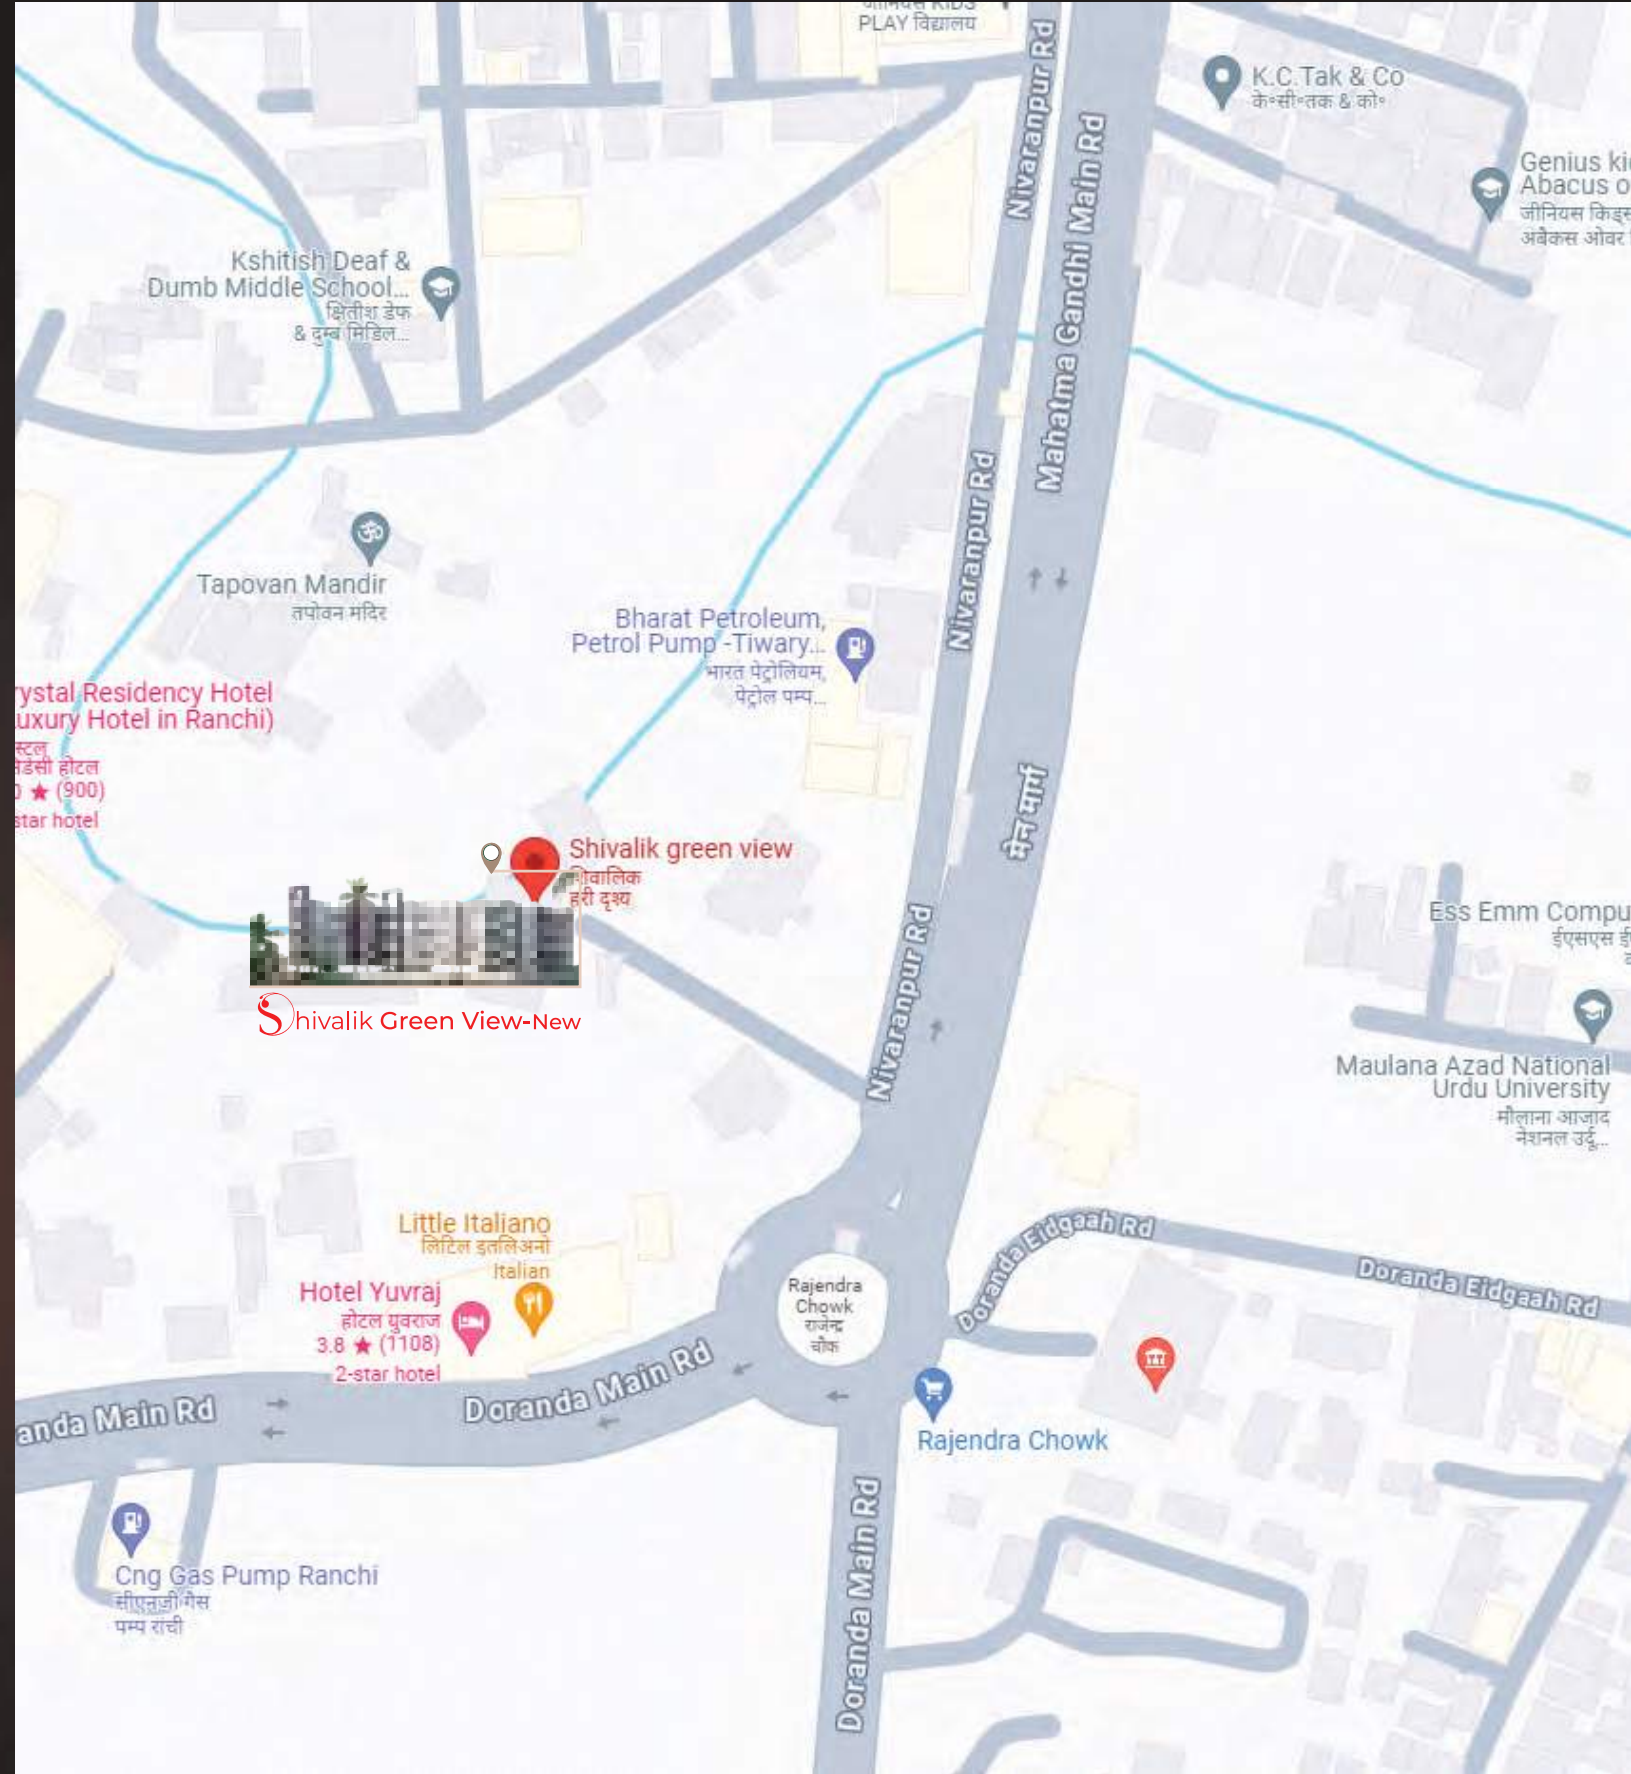 PLAY विद्यालय
Nivaranpur Rd
K.C.Tak & Co
के॰सी॰तक & को॰
Mahatma Gandhi Main Rd
Genius
Abacus
जीनियस
अबैकस ओवर
Kshitish Deaf &
Dumb Middle School...
क्षितीश डेफ
& दुम्ब मिडिल...
Nivaranpur Rd
Tapovan Mandir
तपोवन मंदिर
Bharat Petroleum,
Petrol Pump -Tiwary...
भारत पेट्रोलियम,
पेट्रोल पम्प...
Residency Hotel
Hotel in Ranchi)
होटल
★ (900)
star hotel
मेन मार्ग
Shivalik green view
हरी दृश्य
Shivalik Green View-New
Nivaranpur Rd
Ess Emm
ईएसएस
Maulana Azad National
Urdu University
मौलाना आजाद
नेशनल उर्दू...
Little Italiano
लिटिल इतलिअनो
Italian
Hotel Yuvraj
होटल युवराज
3.8 ★ (1108)
2-star hotel
Rajendra
Chowk
राजेन्द्र
चौक
Doranda Eidgaah Rd
Doranda Eidgaah Rd
Doranda Main Rd
Main Rd
Rajendra Chowk
Cng Gas Pump Ranchi
सीएनजी गैस
पम्प रांची
Doranda Main Rd